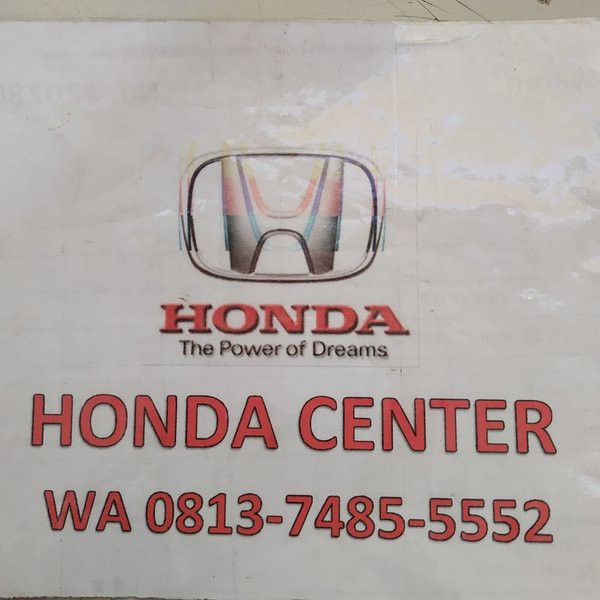 HONDA
The Power of Dreams
HONDA CENTER
WA 0813-7485-5552